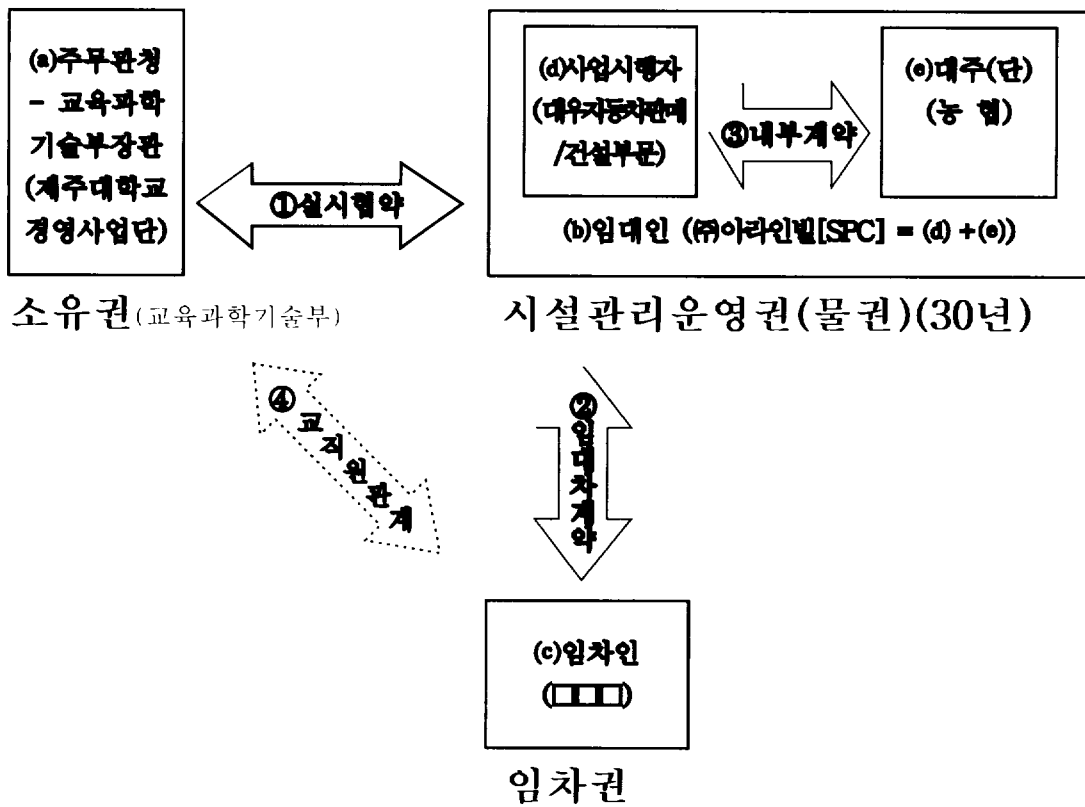 (a)주무관청
- 교육과학
기술부장관
(제주대학교
경영사업단)
①실시협약
(d)사업시행자
(대우자동차판매
/건설부문)
③내부계약
(e)대주(단)
(농 협)
(b)임대인 (㈜아라인빌[SPC] = (d) +(e))
소유권(교육과학기술부)
시설관리운영권(물권)(30년)
④교직원관계
②임대차계약
(c)임차인
(□□□)
임차권